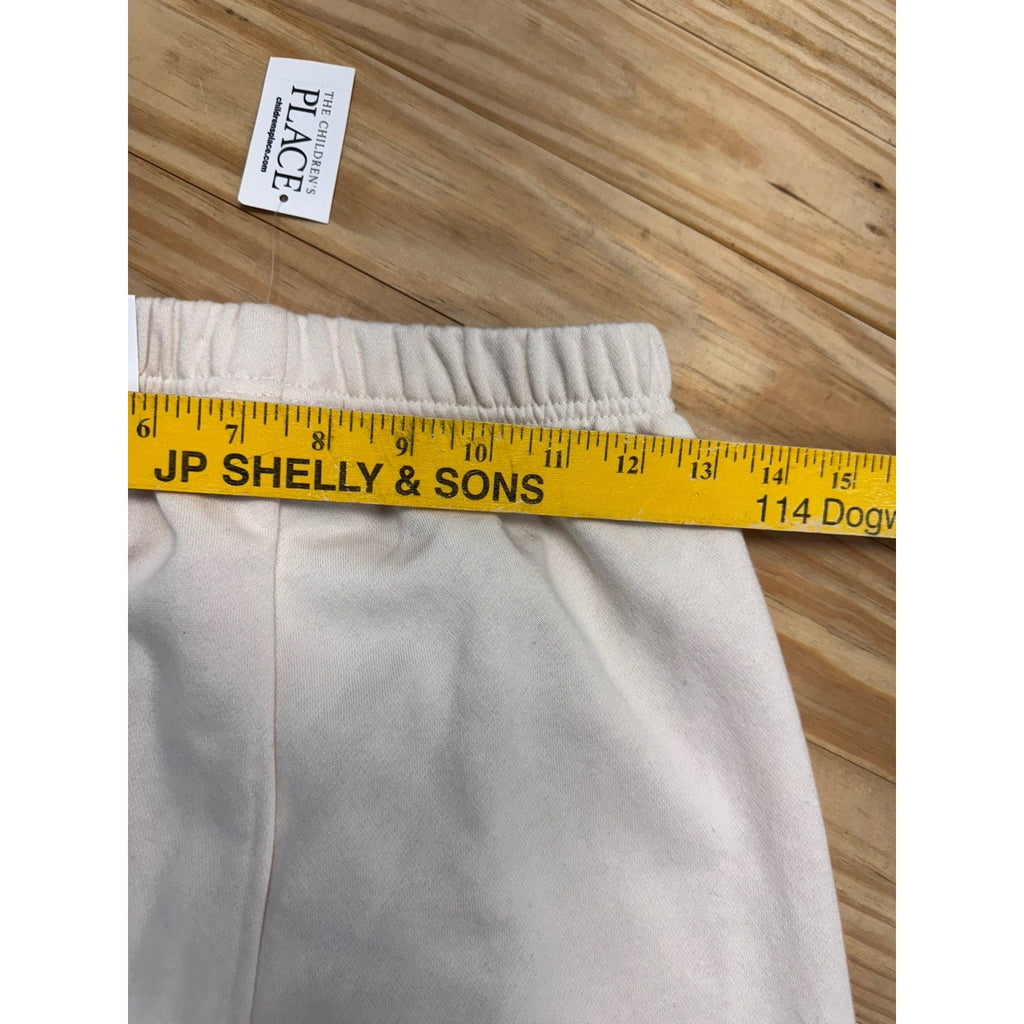 THE CHILDREN'S
PLACE
childrensplace.com
6 7 8 9 10 11 12 13 14 15
JP SHELLY & SONS
114 Dogw